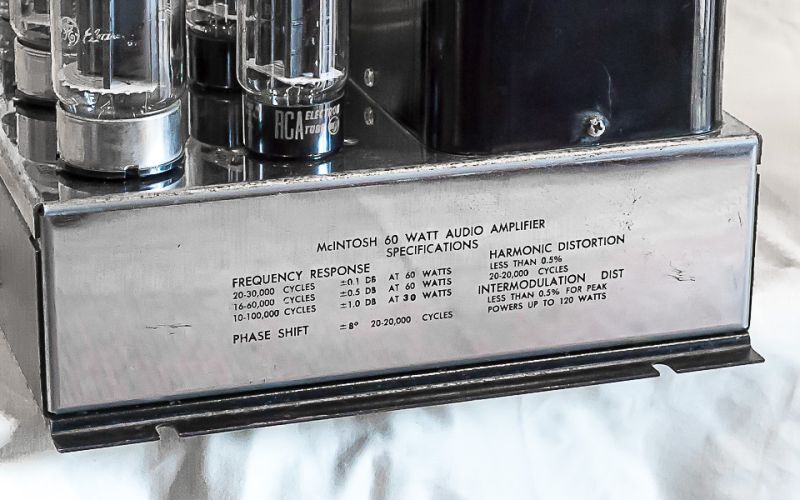 RCA ELECTRON
TUBE
McINTOSH 60 WATT AUDIO AMPLIFIER
SPECIFICATIONS
FREQUENCY RESPONSE
20-30,000 CYCLES ±0.1 DB AT 60 WATTS
16-60,000 CYCLES ±0.5 DB AT 60 WATTS
10-100,000 CYCLES ±1.0 DB AT 30 WATTS
PHASE SHIFT ±8° 20-20,000 CYCLES
HARMONIC DISTORTION
LESS THAN 0.5%
20-20,000 CYCLES
INTERMODULATION DIST
LESS THAN 0.5% FOR PEAK
POWERS UP TO 120 WATTS